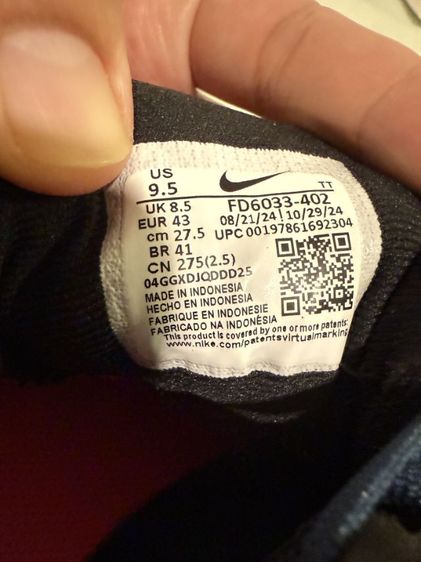 US
9.5
TT
UK 8.5 FD6033-402
EUR 43 08/21/24 | 10/29/24
cm 27.5 UPC 00197861692304
BR 41
CN 275(2.5)
04GGXDJQDDD25
MADE IN INDONESIA
HECHO EN INDONESIA
FABRIQUE EN INDONESIE
FABRICADO NA INDONÉSIA
This product is covered by one or more patents:
www.nike.com/patentsvirtualmarking